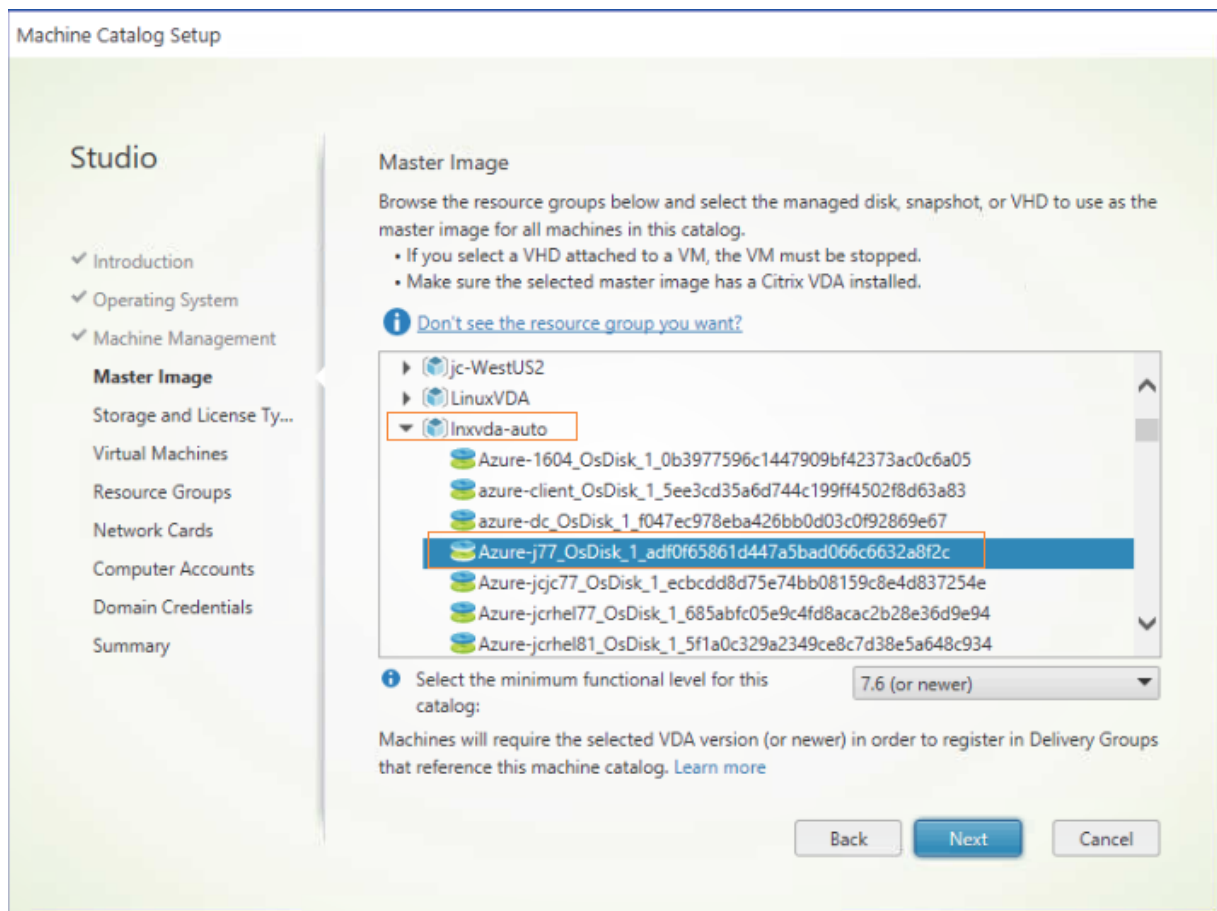 Machine Catalog Setup
Studio
Introduction
Operating System
Machine Management
Master Image
Storage and License Ty...
Virtual Machines
Resource Groups
Network Cards
Computer Accounts
Domain Credentials
Summary
Master Image
Browse the resource groups below and select the managed disk, snapshot, or VHD to use as the
master image for all machines in this catalog.
• If you select a VHD attached to a VM, the VM must be stopped.
• Make sure the selected master image has a Citrix VDA installed.
Don't see the resource group you want?
jc-WestUS2
LinuxVDA
lnxvda-auto
Azure-1604_OsDisk_1_0b3977596c1447909bf42373ac0c6a05
azure-client_OsDisk_1_5ee3cd35a6d744c199ff4502f8d63a83
azure-dc_OsDisk_1_f047ec978eba426bb0d03c0f92869e67
Azure-j77_OsDisk_1_adf0f65861d447a5bad066c6632a8f2c
Azure-jcjc77_OsDisk_1_ecbcdd8d75e74bb08159c8e4d837254e
Azure-jcrhel77_OsDisk_1_685abfc05e9c4fd8acac2b28e36d9e94
Azure-jcrhel81_OsDisk_1_5f1a0c329a2349ce8c7d38e5a648c934
Select the minimum functional level for this
catalog:
7.6 (or newer)
Machines will require the selected VDA version (or newer) in order to register in Delivery Groups
that reference this machine catalog. Learn more
Back
Next
Cancel